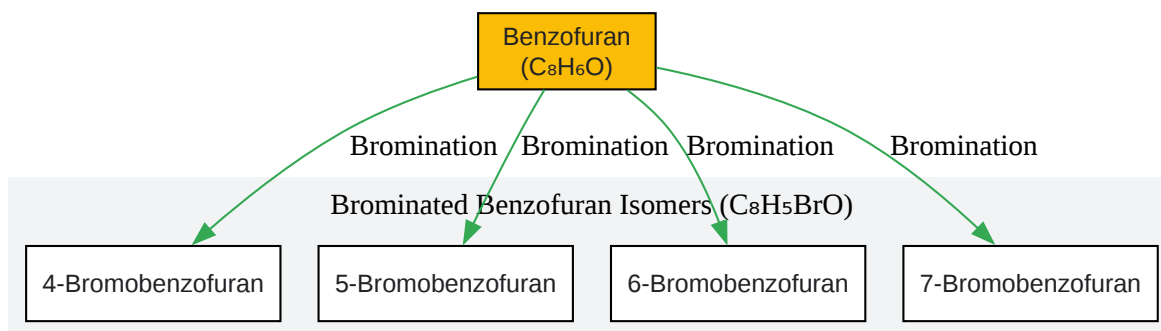 Benzofuran
(C₈H₆O)
Bromination Bromination Bromination Bromination
Brominated Benzofuran Isomers (C₈H₅BrO)
4-Bromobenzofuran 5-Bromobenzofuran 6-Bromobenzofuran 7-Bromobenzofuran